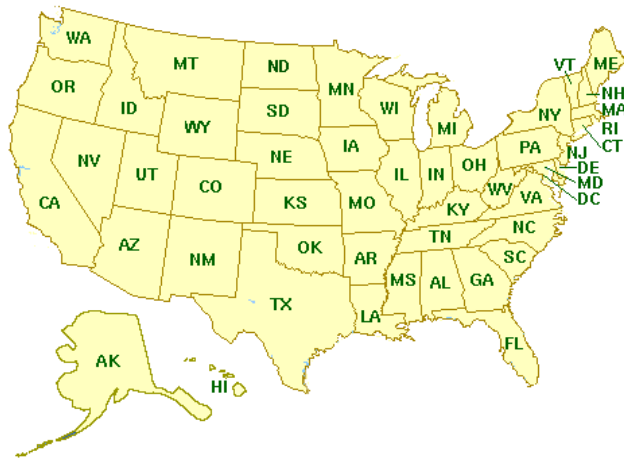 WA
MT
ND
MN
VT
ME
OR
ID
SD
WI
MI
NY
NH
MA
RI
CT
WY
NE
IA
PA
NJ
DE
MD
DC
NV
UT
CO
IL
IN
OH
WV
VA
CA
KS
MO
KY
NC
AZ
NM
OK
AR
TN
SC
TX
LA
MS
AL
GA
FL
AK
HI